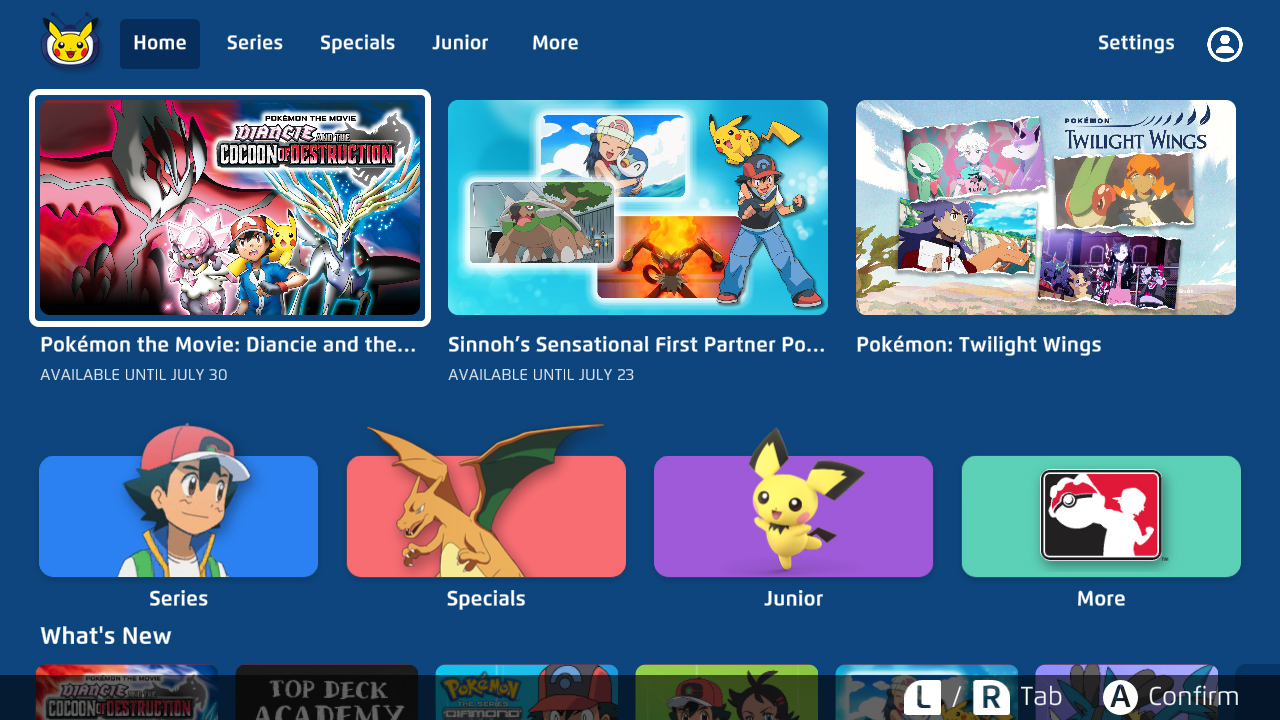 Home
Series
Specials
Junior
More
Settings
POKÉMON THE MOVIE
DIANCIE AND THE
COCOON OF DESTRUCTION
POKÉMON
TWILIGHT WINGS
Pokémon the Movie: Diancie and the...
Sinnoh's Sensational First Partner Po...
Pokémon: Twilight Wings
AVAILABLE UNTIL JULY 30
AVAILABLE UNTIL JULY 23
Series
Specials
Junior
More
What's New
DIANCIE AND THE
COCOON OF DESTRUCTION
TOP DECK
ACADEMY
POKÉMON
THE SERIES
DIAMOND
L / R Tab
A Confirm